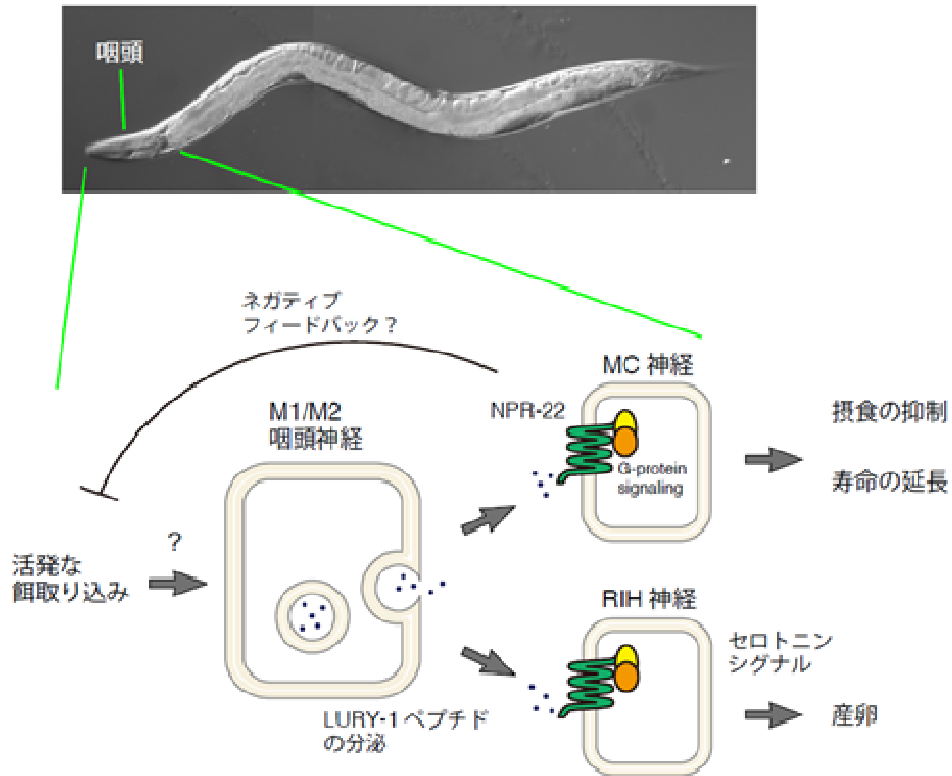 咽頭
ネガティブ
フィードバック？
MC 神経
M1/M2
咽頭神経
NPR-22
Gi-protein
signaling
摂食の抑制
寿命の延長
?
活発な
餌取り込み
RIH 神経
セロトニン
シグナル
LURY-1 ペプチド
の分泌
産卵